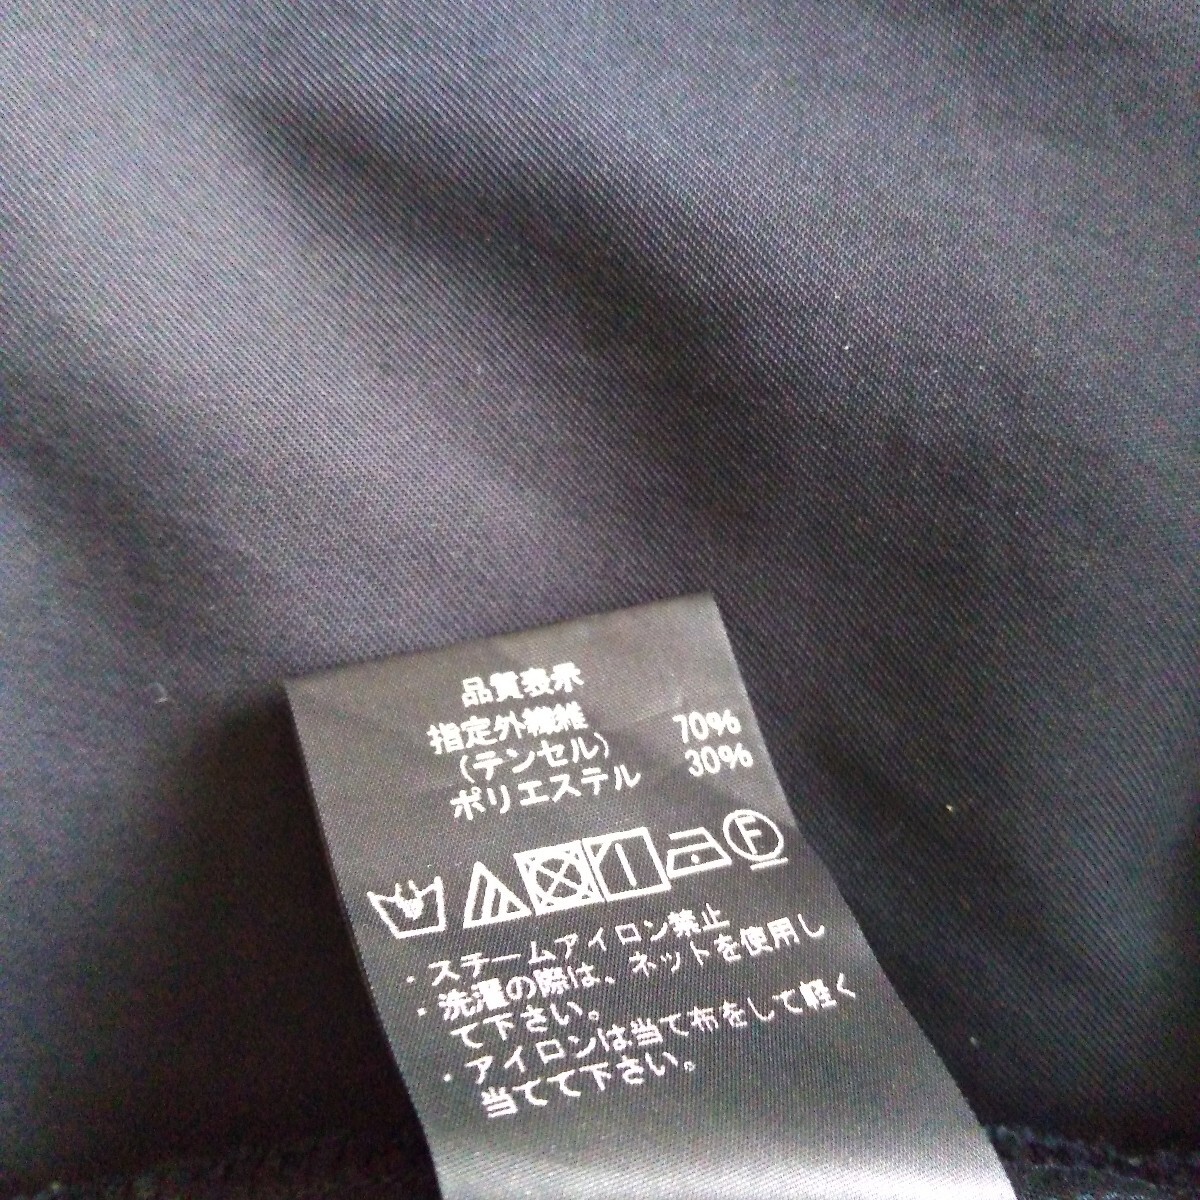 品質表示
指定外繊維 70%
(テンセル)
ポリエステル 30%
F
・スチームアイロン禁止
・洗濯の際は、ネットを使用し
て下さい。
・アイロンは当て布をして軽く
当てて下さい。